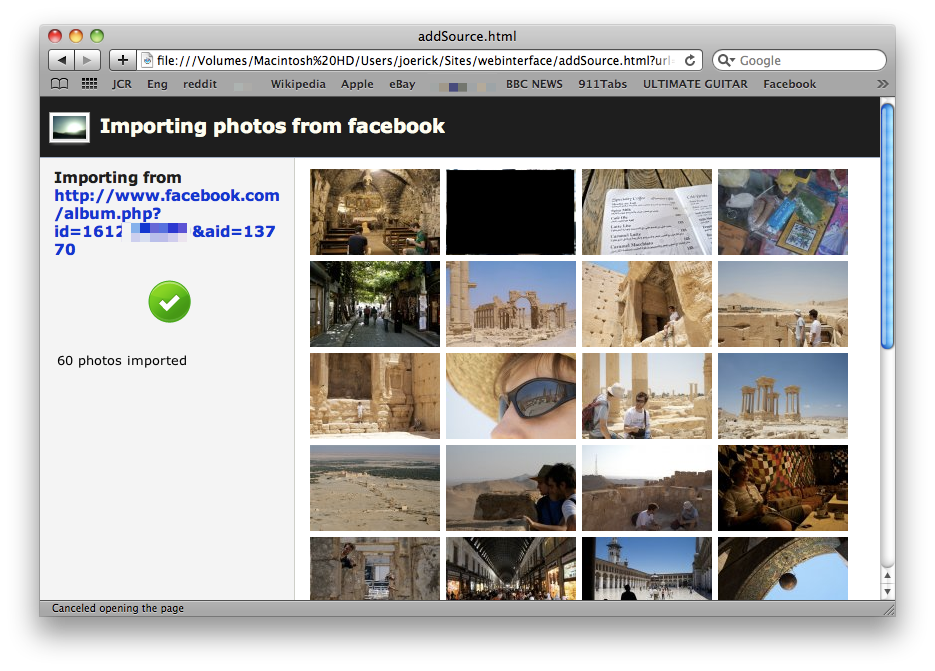 addSource.html
file:///Volumes/Macintosh%20HD/Users/joerick/Sites/webinterface/addSource.html?url=
Google
JCR Eng reddit Wikipedia Apple eBay BBC NEWS 911Tabs ULTIMATE GUITAR Facebook
Importing photos from facebook
Importing from
http://www.facebook.com
/album.php?
id=1612 &aid=137
70
60 photos imported
Canceled opening the page